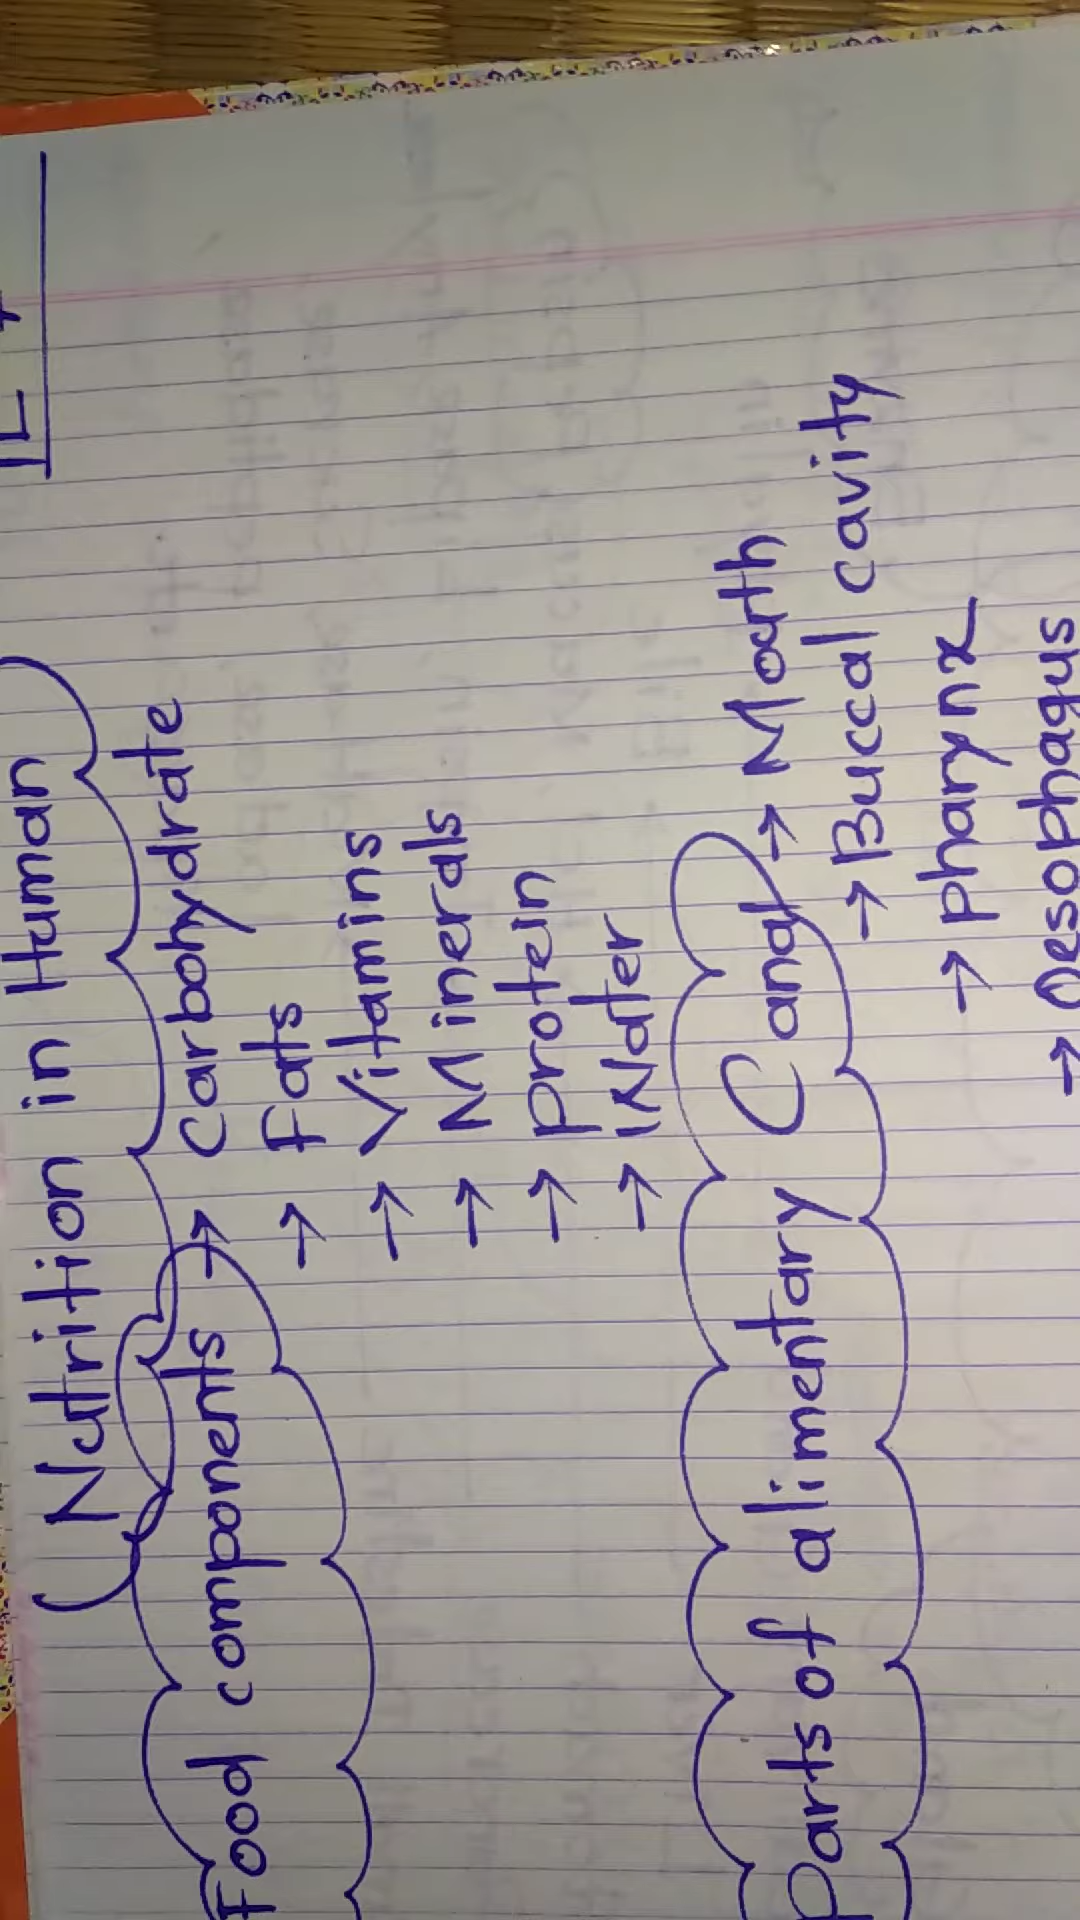 L-4
Nutrition in Human
Food components → carbohydrate
→ Fats
→ Vitamins
→ Minerals
→ protein
→ Water
Parts of alimentary Canal → Mouth
→ Buccal cavity
→ Pharynx
→ Oesophagus